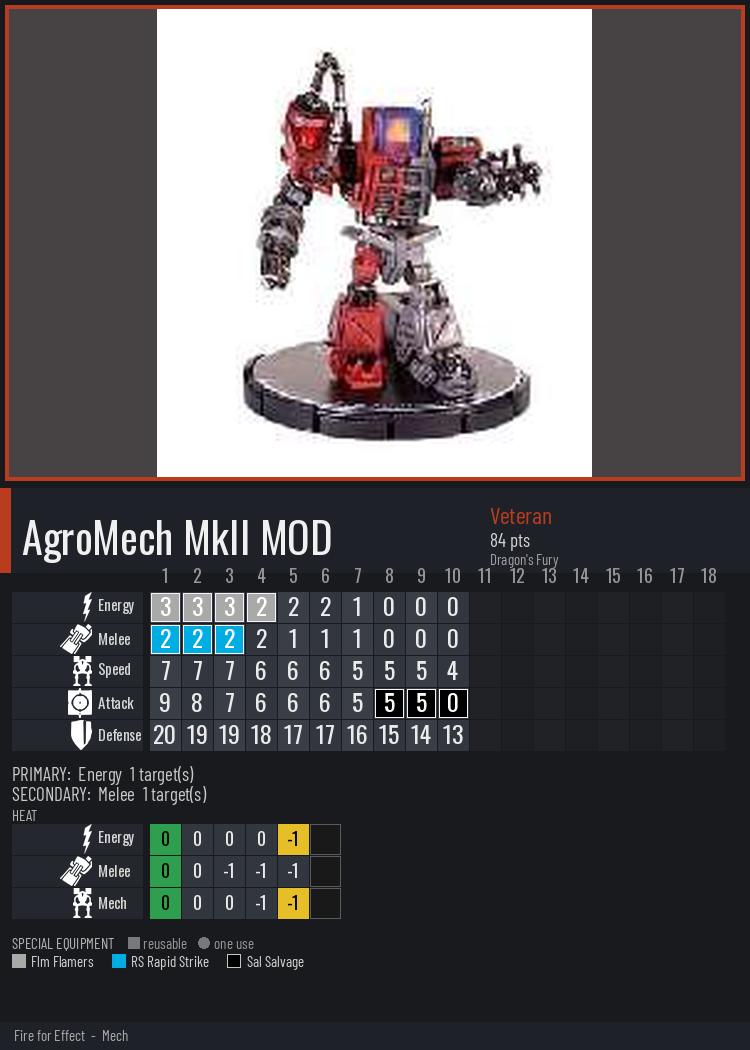 AgroMech MkII MOD
Veteran
84 pts
Dragon's Fury
1 2 3 4 5 6 7 8 9 10 11 12 13 14 15 16 17 18
Energy 3 3 3 2 2 2 1 0 0 0
Melee 2 2 2 2 1 1 1 0 0 0
Speed 7 7 7 6 6 6 5 5 5 4
Attack 9 8 7 6 6 6 5 5 5 0
Defense 20 19 19 18 17 17 16 15 14 13
PRIMARY: Energy 1 target(s)
SECONDARY: Melee 1 target(s)
HEAT
Energy 0 0 0 0 -1
Melee 0 0 -1 -1 -1
Mech 0 0 0 -1 -1
SPECIAL EQUIPMENT reusable one use
Flm Flamers RS Rapid Strike Sal Salvage
Fire for Effect - Mech